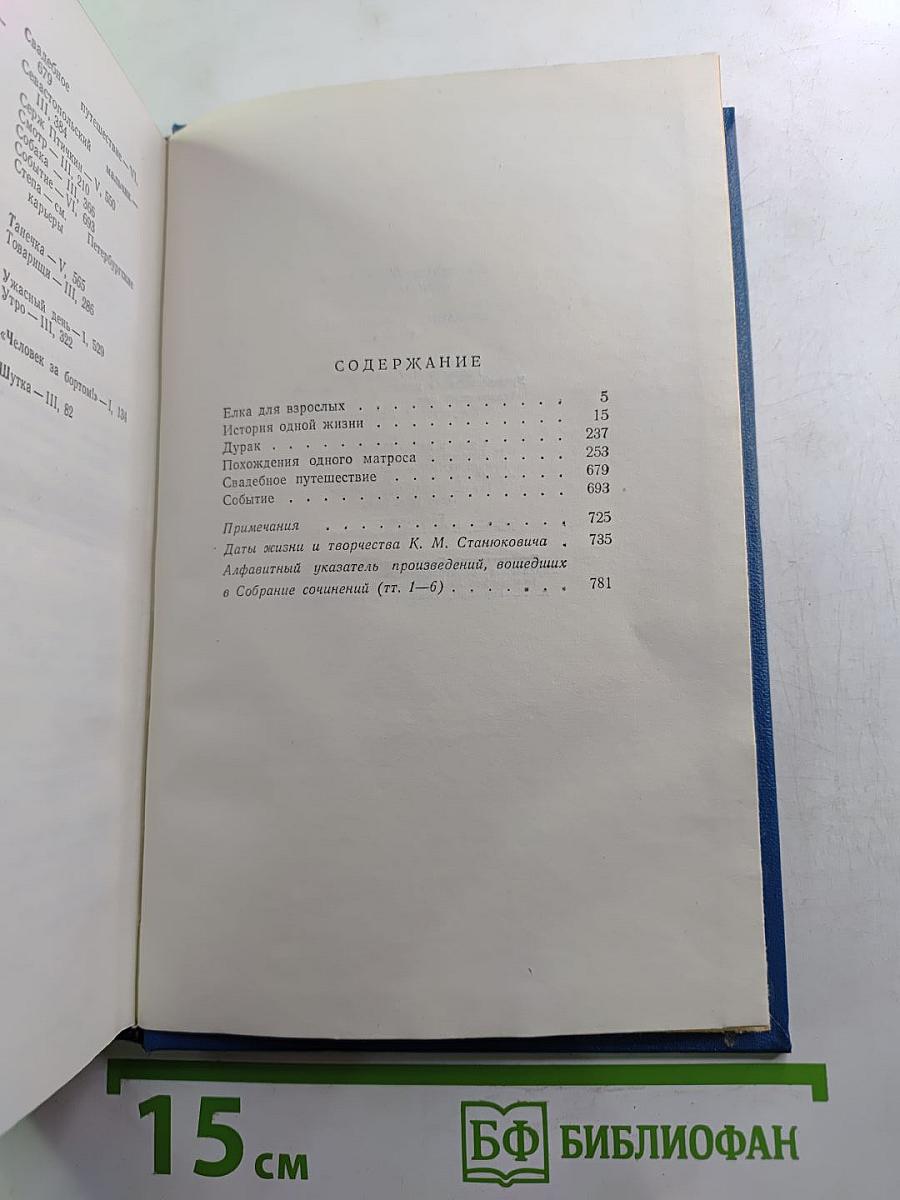 Свадебное путешествие — VI,
679
Севастопольский мальчик —
III, 384
Серж Птичкин — V, 550
Смотр — III, 210
Собака — III, 366
Событие — VI, 693
Степа — см. Петербургские
карьеры
Танечка — V, 565
Товарищи — III, 286
Ужасный день — I, 529
Утро — III, 322
«Человек за бортом!» — I, 134
Шутка — III, 82
СОДЕРЖАНИЕ
Елка для взрослых . . . . . . . . . . . . 5
История одной жизни . . . . . . . . . . . 15
Дурак . . . . . . . . . . . . . . . . . 237
Похождения одного матроса . . . . . . . . 253
Свадебное путешествие . . . . . . . . . . 679
Событие . . . . . . . . . . . . . . . . 693
Примечания . . . . . . . . . . . . . 725
Даты жизни и творчества К. М. Станюковича . 735
Алфавитный указатель произведений, вошедших
в Собрание сочинений (тт. 1—6) . . . . . . . 781
15 см
БФ БИБЛИОФАН